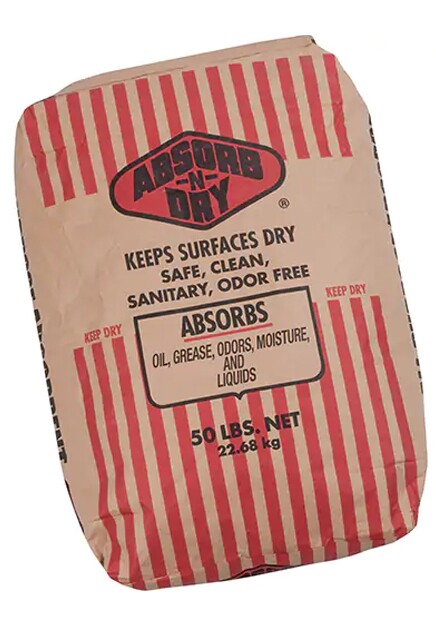 ABSORB
-N-
DRY
®
KEEPS SURFACES DRY
SAFE, CLEAN,
SANITARY, ODOR FREE
KEEP DRY
KEEP DRY
ABSORBS
OIL, GREASE, ODORS, MOISTURE,
AND
LIQUIDS
50 LBS. NET
22.68 kg